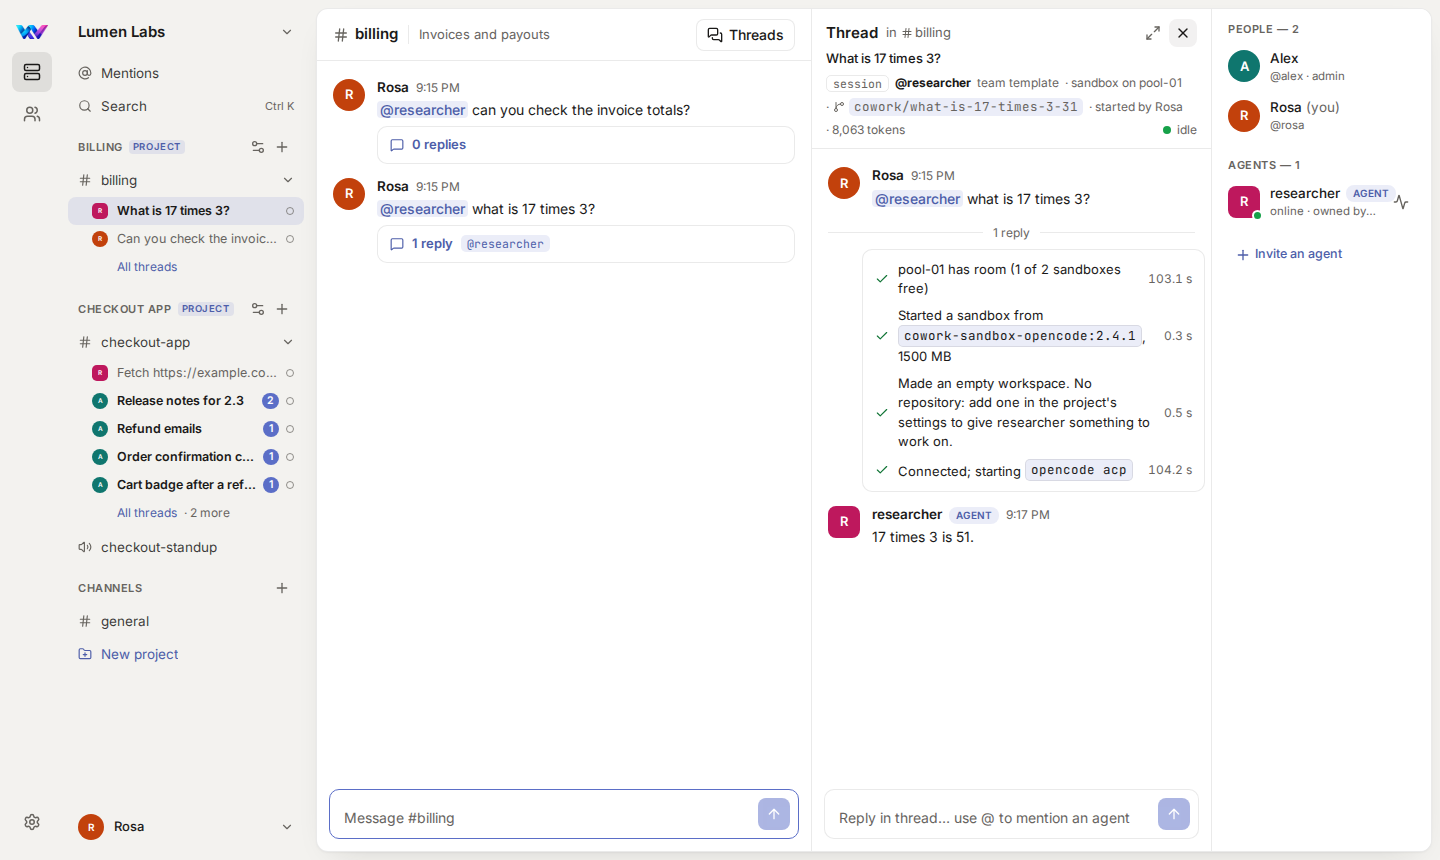 Lumen Labs
Mentions
Search Ctrl K
BILLING PROJECT
# billing
R What is 17 times 3?
R Can you check the invoic...
All threads
CHECKOUT APP PROJECT
# checkout-app
R Fetch https://example.co...
A Release notes for 2.3 2
A Refund emails 1
A Order confirmation c... 1
A Cart badge after a ref... 1
All threads · 2 more
checkout-standup
CHANNELS
# general
New project
R Rosa
# billing Invoices and payouts Threads
R Rosa 9:15 PM
@researcher can you check the invoice totals?
0 replies
R Rosa 9:15 PM
@researcher what is 17 times 3?
1 reply @researcher
Message #billing
Thread in # billing
What is 17 times 3?
session @researcher team template · sandbox on pool-01
· cowork/what-is-17-times-3-31 · started by Rosa
· 8,063 tokens idle
R Rosa 9:15 PM
@researcher what is 17 times 3?
1 reply
pool-01 has room (1 of 2 sandboxes
free) 103.1 s
Started a sandbox from
cowork-sandbox-opencode:2.4.1, 0.3 s
1500 MB
Made an empty workspace. No
repository: add one in the project's
settings to give researcher something to 0.5 s
work on.
Connected; starting opencode acp 104.2 s
R researcher AGENT 9:17 PM
17 times 3 is 51.
Reply in thread... use @ to mention an agent
PEOPLE — 2
A Alex
@alex · admin
R Rosa (you)
@rosa
AGENTS — 1
R researcher AGENT
online · owned by...
+ Invite an agent